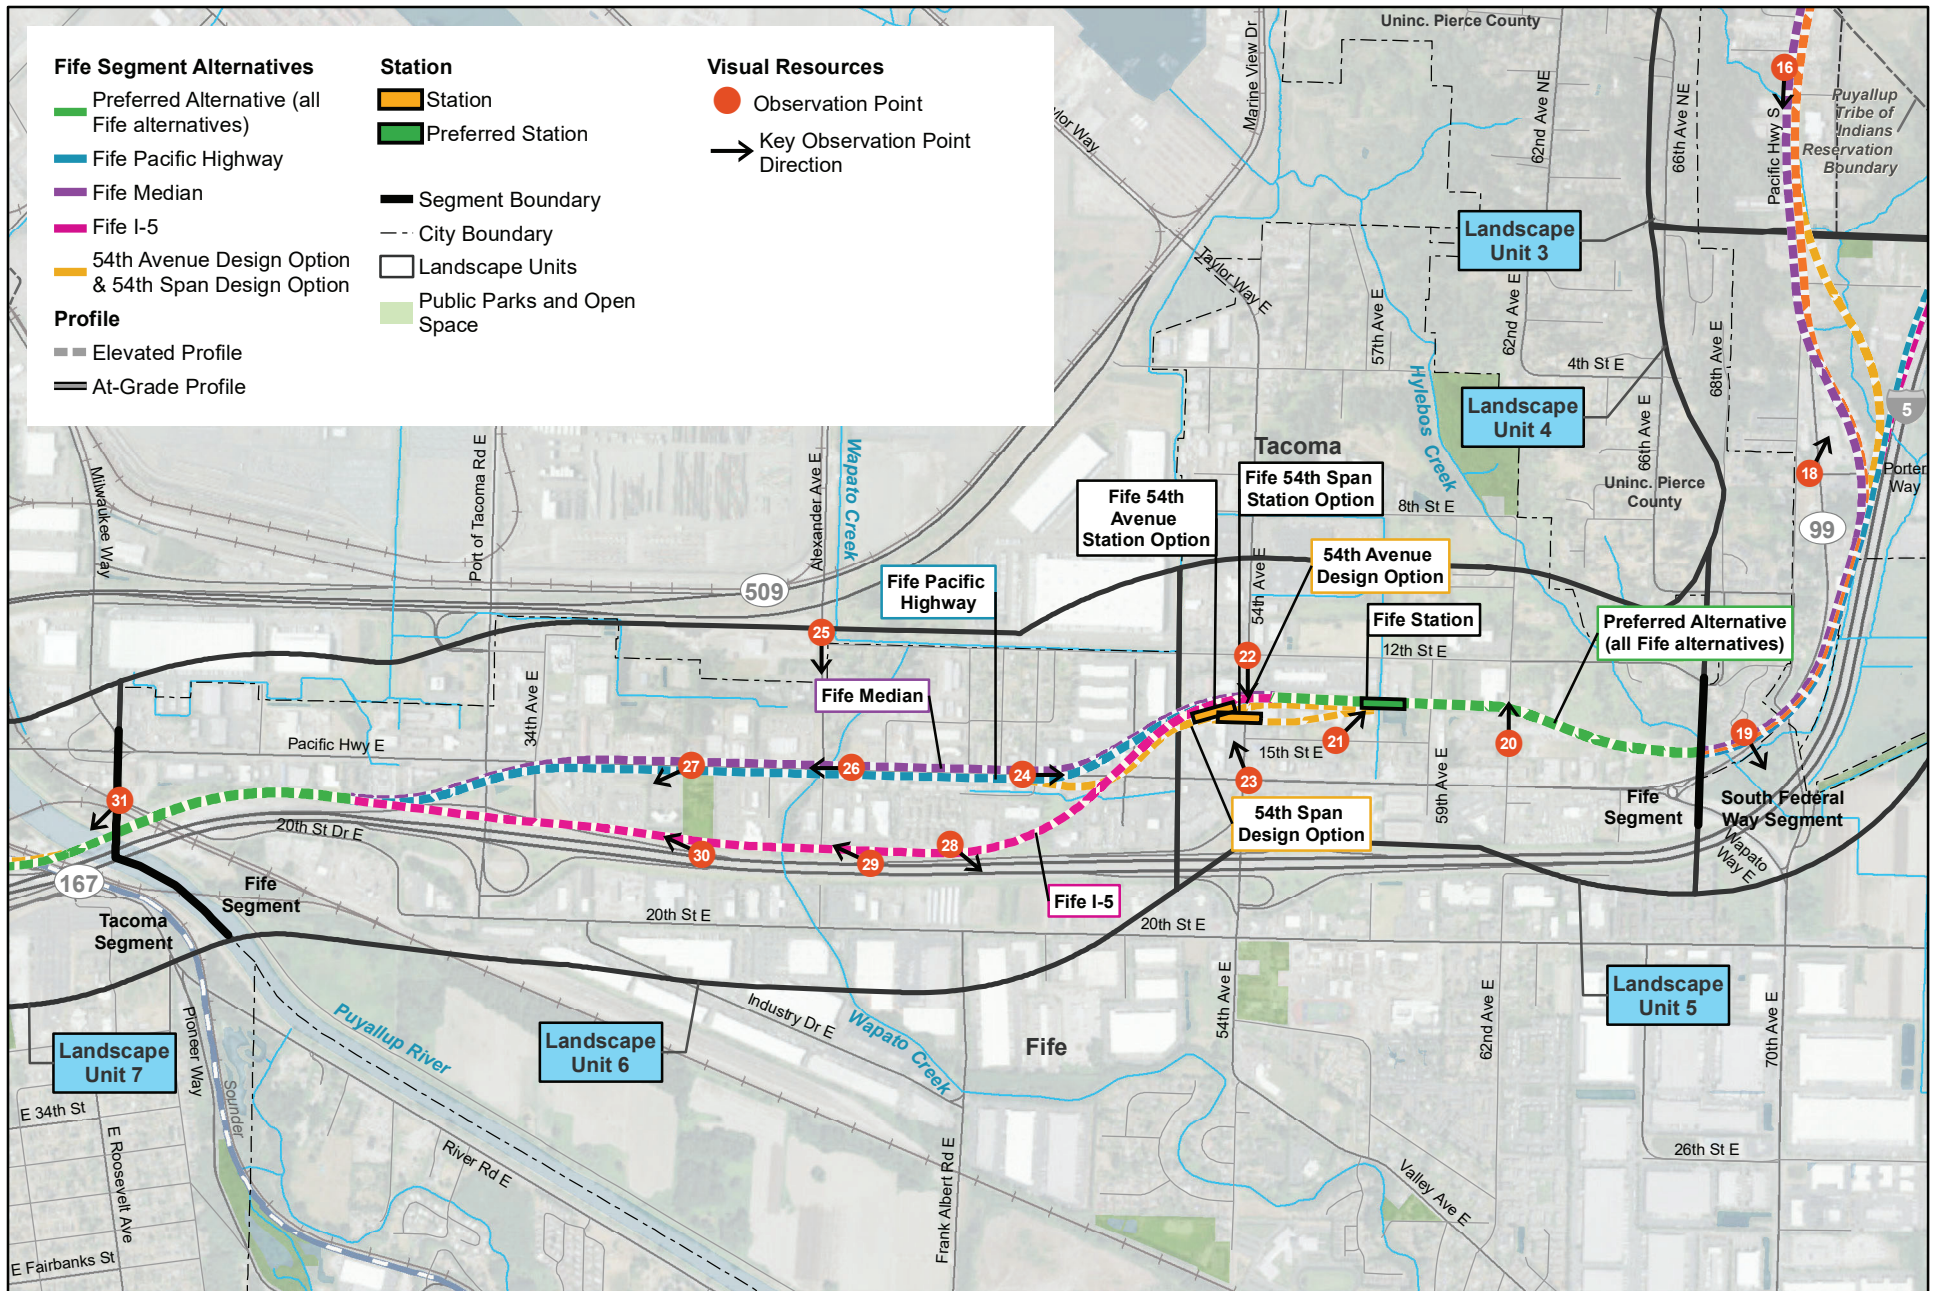 Fife Segment Alternatives
Preferred Alternative (all
Fife alternatives)
Fife Pacific Highway
Fife Median
Fife I-5
54th Avenue Design Option
& 54th Span Design Option
Profile
Elevated Profile
At-Grade Profile
Station
Station
Preferred Station
Segment Boundary
City Boundary
Landscape Units
Public Parks and Open
Space
Visual Resources
Observation Point
Key Observation Point
Direction
Uninc. Pierce County
Marine View Dr
62nd Ave NE
66th Ave NE
16
Puyallup
Tribe of
Indians
Reservation
Boundary
Pacific Hwy S
ylor Way
Landscape
Unit 3
Taylor Way E
57th Ave E
62nd Ave E
4th St E
68th Ave E
66th Ave E
Hylebos Creek
Landscape
Unit 4
5
Tacoma
18
Porter
Way
Uninc. Pierce
County
99
Fife 54th Span
Station Option
Fife 54th
Avenue
Station Option
8th St E
54th Avenue
Design Option
54th Ave E
Fife Station
12th St E
Preferred Alternative
(all Fife alternatives)
Milwaukee Way
Port of Tacoma Rd E
Alexander Ave E
Wapato Creek
509
Fife Pacific
Highway
25
22
Fife Median
34th Ave E
Pacific Hwy E
27
26
24
21
15th St E
20
19
23
59th Ave E
31
20th St Dr E
30
29
28
54th Span
Design Option
Fife
Segment
South Federal
Way Segment
Wapato
Way E
167
Fife
Segment
Tacoma
Segment
Fife I-5
20th St E
20th St E
54th Ave E
62nd Ave E
70th Ave E
Landscape
Unit 5
Landscape
Unit 7
Pioneer Way
Sounder
Puyallup River
Landscape
Unit 6
Industry Dr E
Wapato Creek
Fife
E 34th St
E Roosevelt Ave
E Fairbanks St
River Rd E
Frank Albert Rd E
Valley Ave E
26th St E